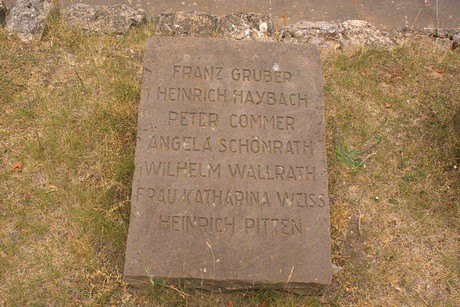 FRANZ GRUBER
HEINRICH HAYBACH
PETER COMMER
ANGELA SCHÖNRATH
WILHELM WALLRATH
FRAU KATHARINA WEISS
HEINRICH PITTEN